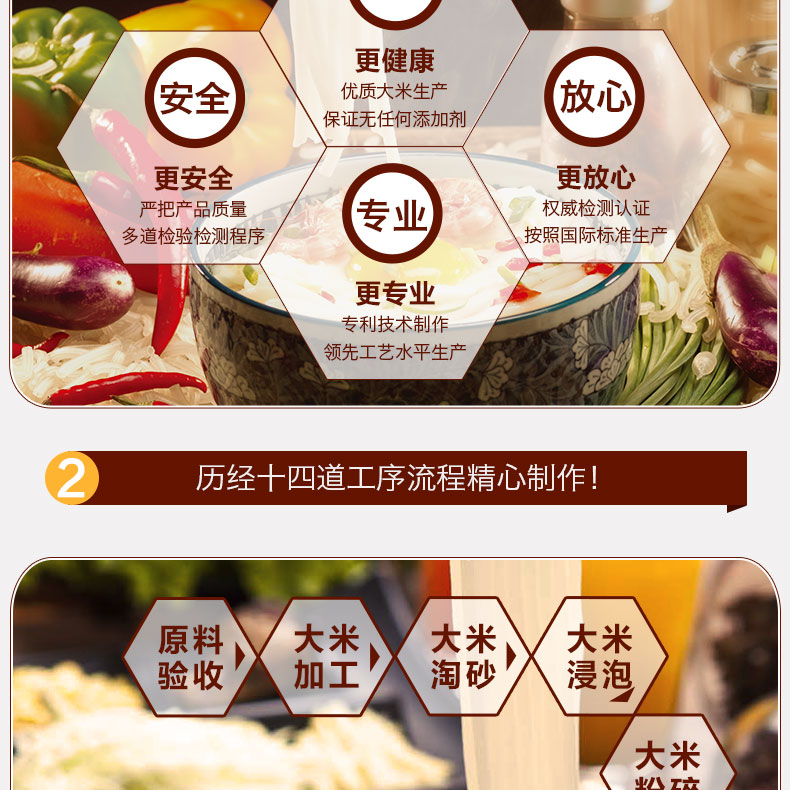 更健康
优质大米生产
保证无任何添加剂
安全
更安全
严把产品质量
多道检验检测程序
放心
更放心
权威检测认证
按照国际标准生产
专业
更专业
专利技术制作
领先工艺水平生产
2
历经十四道工序流程精心制作!
原料
验收
大米
加工
大米
淘砂
大米
浸泡
大米
粉碎